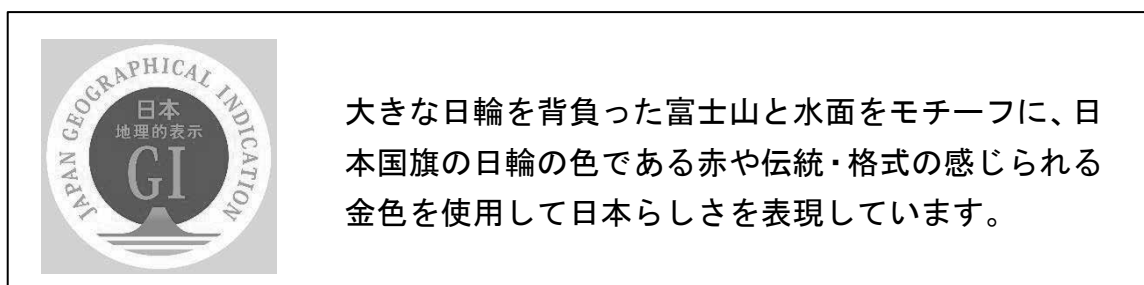 JAPAN GEOGRAPHICAL INDICATION
日本
地理的表示
GI
大きな日輪を背負った富士山と水面をモチーフに、日
本国旗の日輪の色である赤や伝統・格式の感じられる
金色を使用して日本らしさを表現しています。